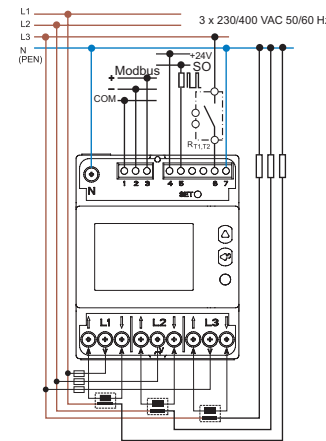 L1
L2
3 x 230/400 VAC 50/60 Hz
L3
N
(PEN)
+24V
SO
Modbus
+
−
COM
R T1,T2
1 2 3 4 5 6 7
N
SET
L1 L2 L3